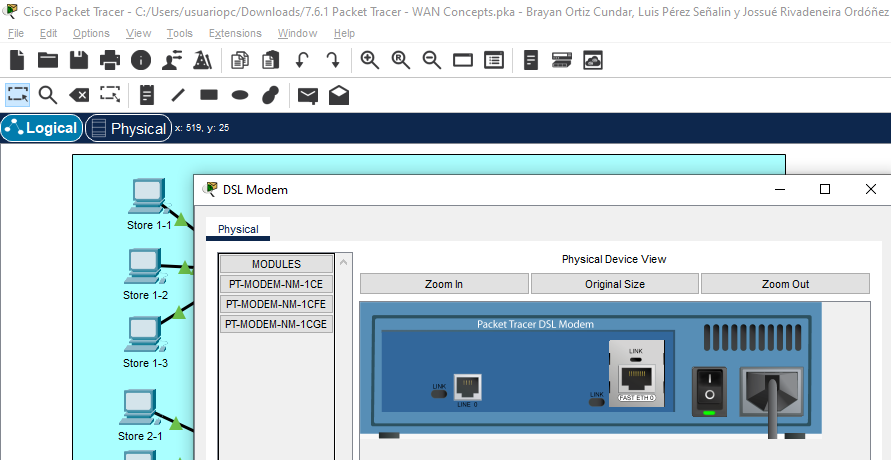 Cisco Packet Tracer - C:/Users/usuariopc/Downloads/7.6.1 Packet Tracer - WAN Concepts.pka - Brayan Ortiz Cundar, Luis Pérez Señalin y Jossué Rivadeneira Ordóñez
File Edit Options View Tools Extensions Window Help
Logical Physical x: 519, y: 25
DSL Modem
Store 1-1
Physical
MODULES
Physical Device View
PT-MODEM-NM-1CE
Zoom In Original Size Zoom Out
Store 1-2
PT-MODEM-NM-1CFE
PT-MODEM-NM-1CGE
Packet Tracer DSL Modem
LINK
Store 1-3
LINK
LINE 0
LINK
FAST ETH 0
Store 2-1